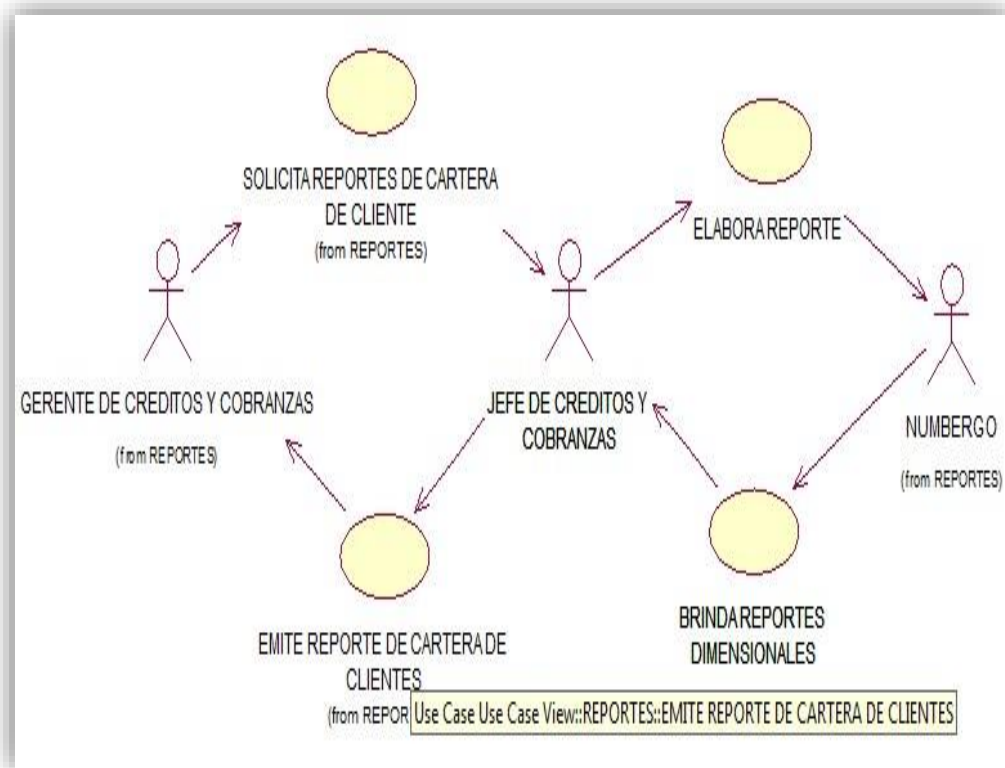 SOLICITA REPORTES DE CARTERA
DE CLIENTE
(from REPORTES)
ELABORA REPORTE
GERENTE DE CREDITOS Y COBRANZAS
(from REPORTES)
JEFE DE CREDITOS Y
COBRANZAS
NUMBERGO
(from REPORTES)
EMITE REPORTE DE CARTERA DE
CLIENTES
(from REPOR
BRINDA REPORTES
DIMENSIONALES
Use Case Use Case View::REPORTES::EMITE REPORTE DE CARTERA DE CLIENTES